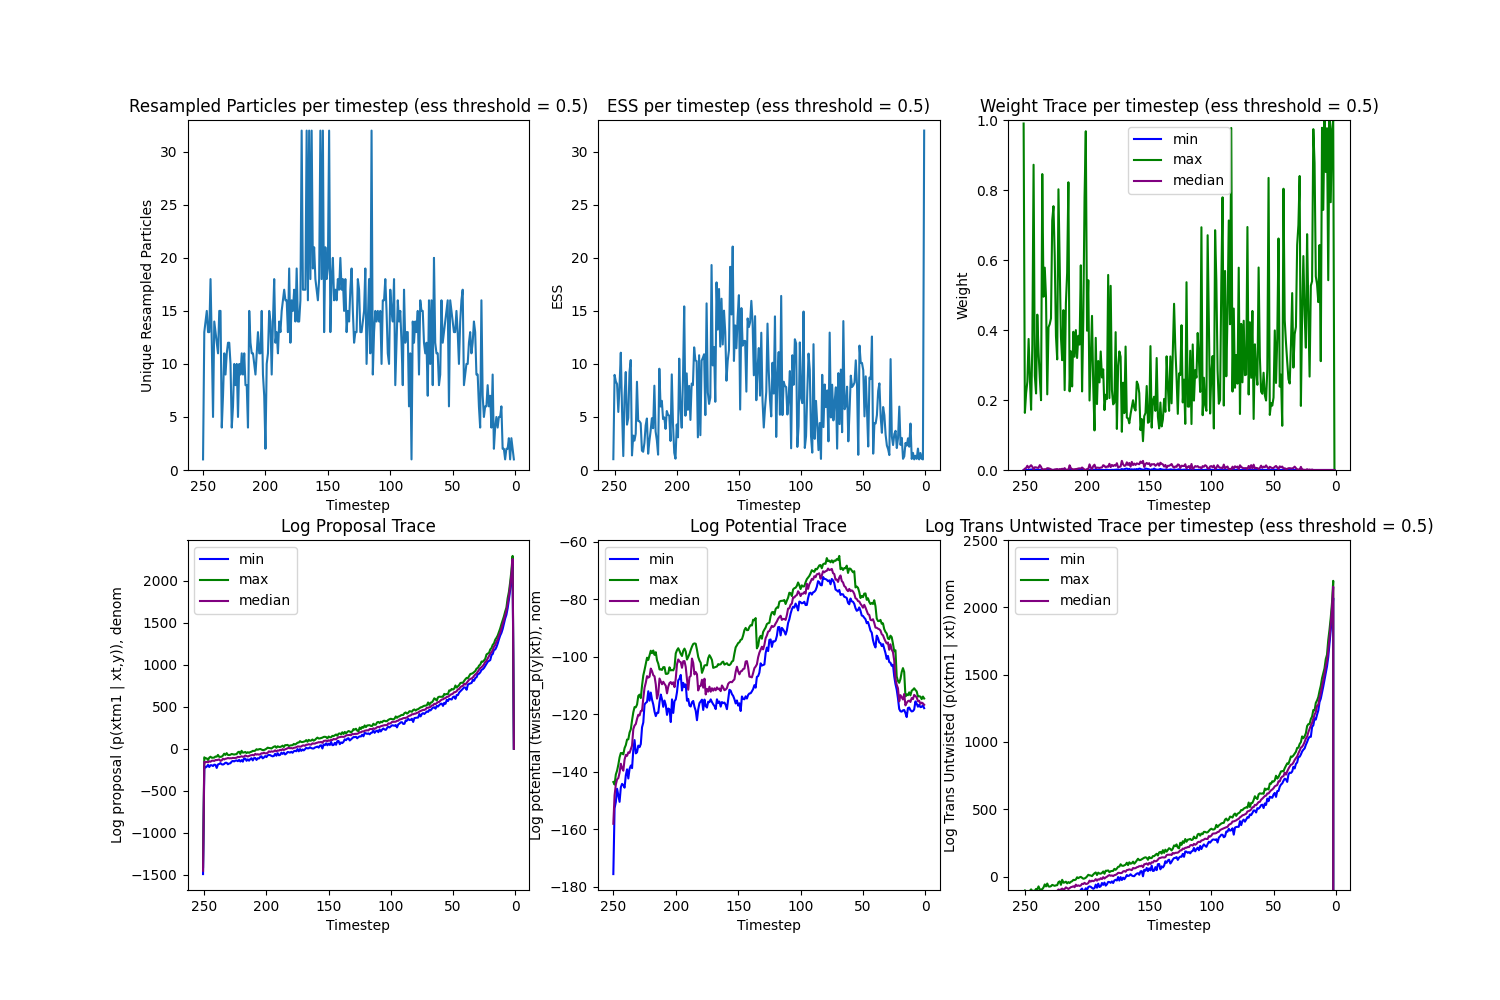 Resampled Particles per timestep (ess threshold = 0.5)
ESS per timestep (ess threshold = 0.5)
Weight Trace per timestep (ess threshold = 0.5)
Unique Resampled Particles
30
25
20
15
10
5
0
250 200 150 100 50 0
Timestep
ESS
30
25
20
15
10
5
0
250 200 150 100 50 0
Timestep
Weight
1.0
0.8
0.6
0.4
0.2
0.0
min
max
median
250 200 150 100 50 0
Timestep
Log Proposal Trace
Log Potential Trace
Log Trans Untwisted Trace per timestep (ess threshold = 0.5)
Log proposal (p(xtm1 | xt,y)), denom
2000
1500
1000
500
0
−500
−1000
−1500
min
max
median
250 200 150 100 50 0
Timestep
Log potential (twisted_p(y|xt)), nom
−60
−80
−100
−120
−140
−160
−180
min
max
median
250 200 150 100 50 0
Timestep
Log Trans Untwisted (p(xtm1 | xt)) nom
2500
2000
1500
1000
500
0
min
max
median
250 200 150 100 50 0
Timestep